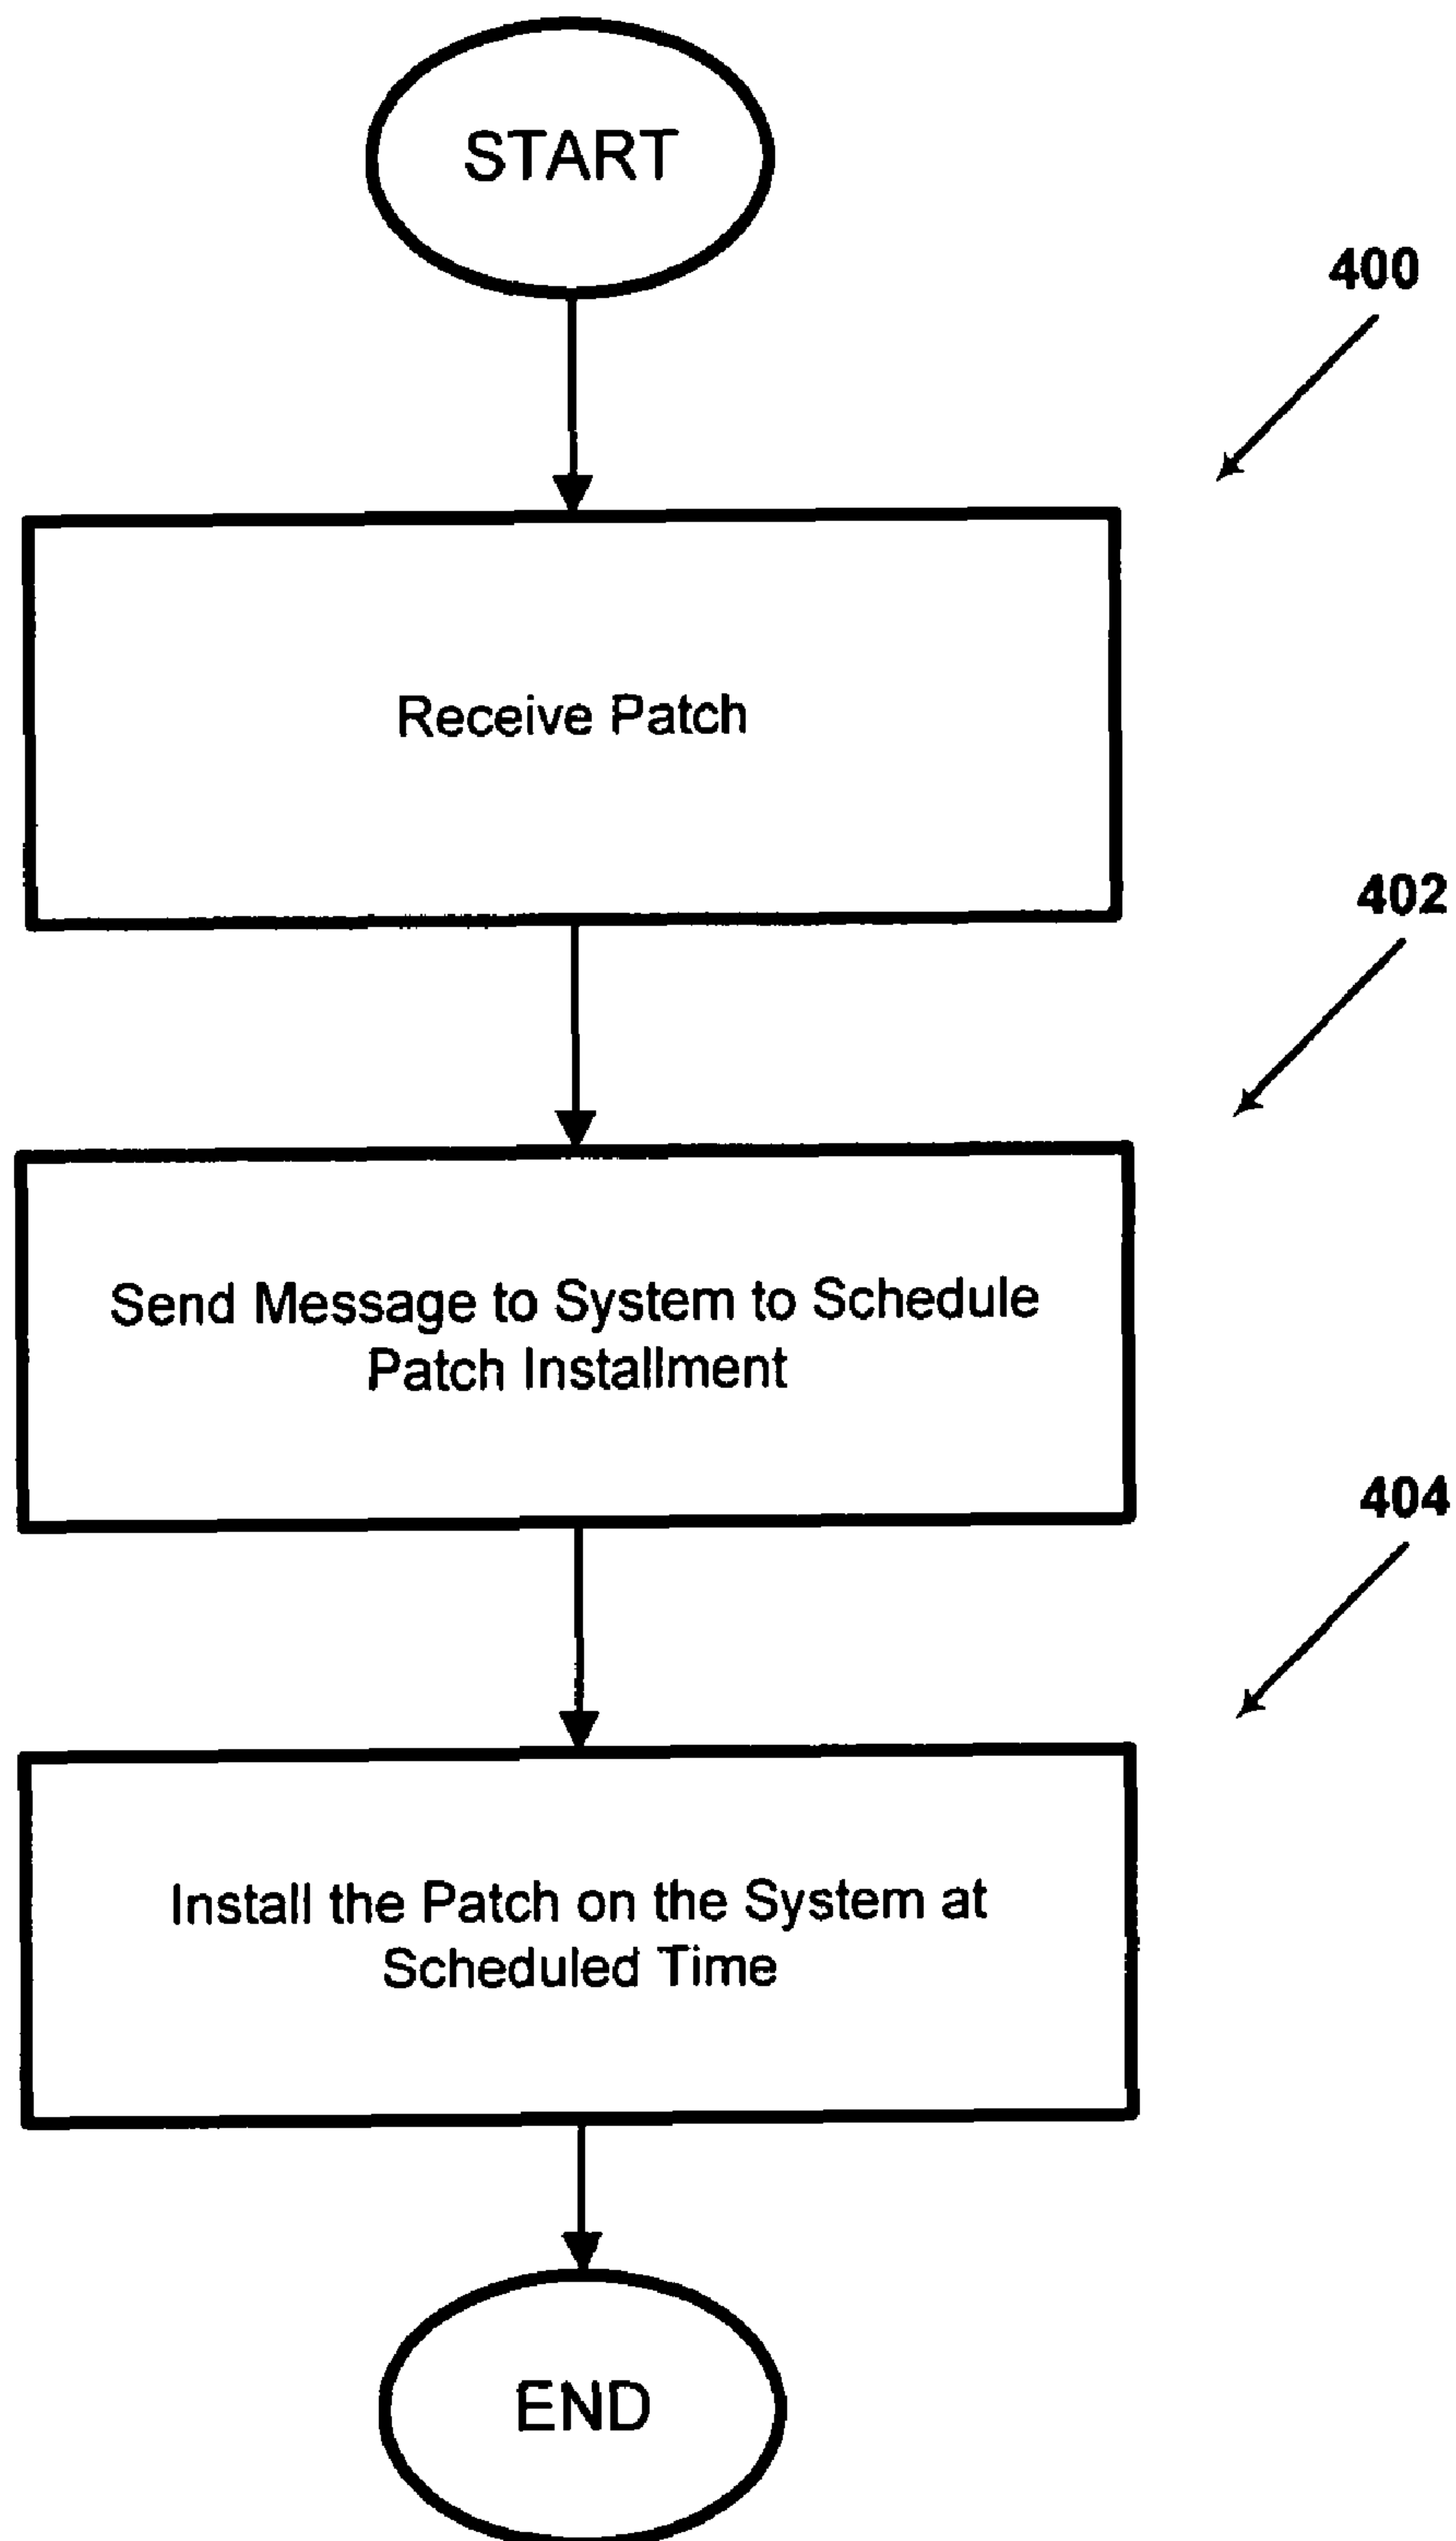 START
400
Receive Patch
402
Send Message to System to Schedule
Patch Installment
404
Install the Patch on the System at
Scheduled Time
END